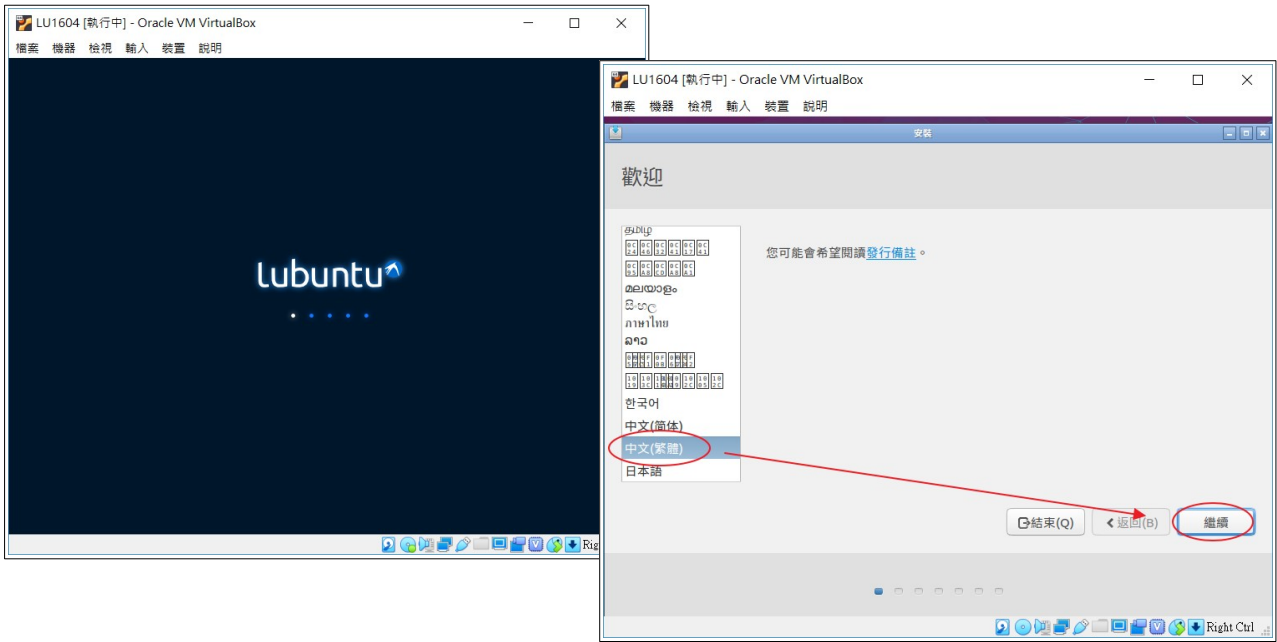 LU1604 [執行中] - Oracle VM VirtualBox
檔案 機器 檢視 輸入 裝置 說明
lubuntu
LU1604 [執行中] - Oracle VM VirtualBox
檔案 機器 檢視 輸入 裝置 說明
安裝
歡迎
தமிழ்
മലയാളം
සිංහල
ภาษาไทย
ລາວ
한국어
中文(简体)
中文(繁體)
日本語
您可能會希望閱讀發行備註。
結束(Q)
返回(B)
繼續
Right Ctrl